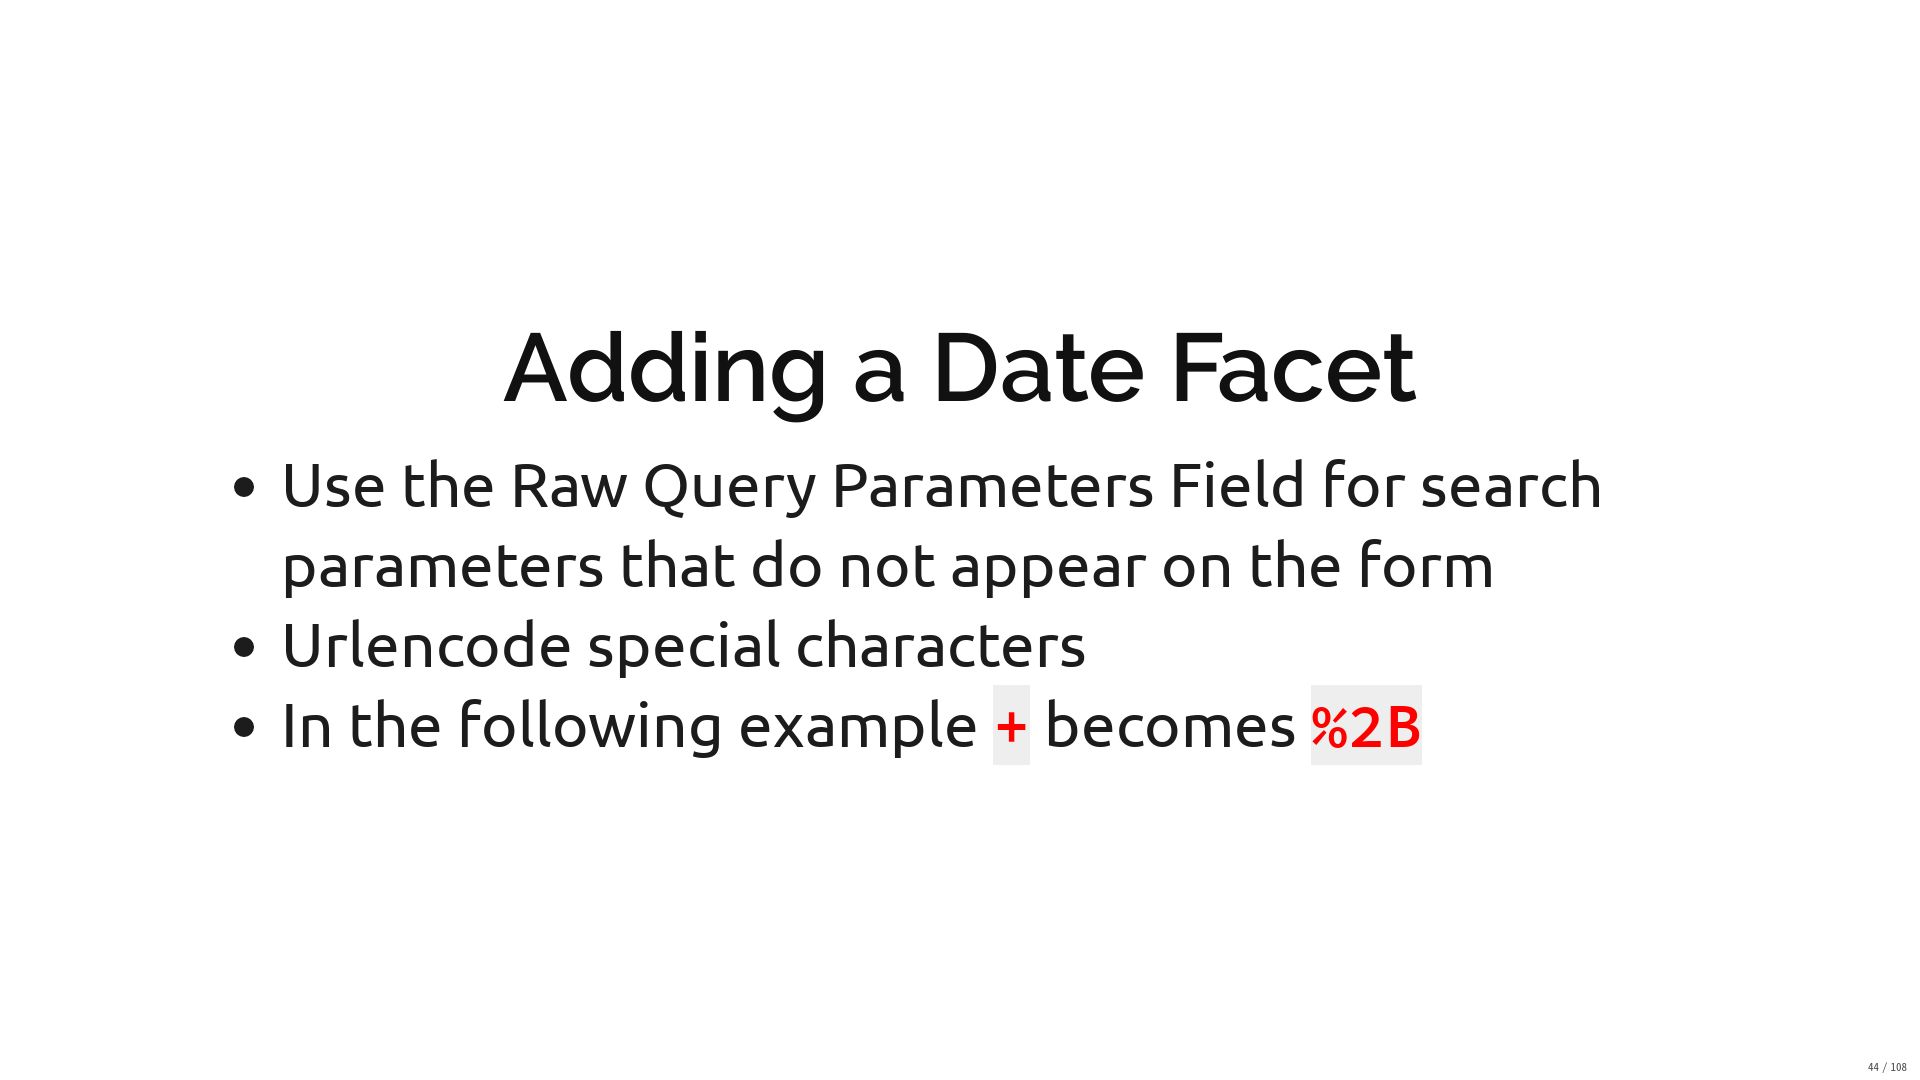 Adding a Date Facet
• Use the Raw Query Parameters Field for search
parameters that do not appear on the form
• Urlencode special characters
• In the following example + becomes %2B
44 / 108